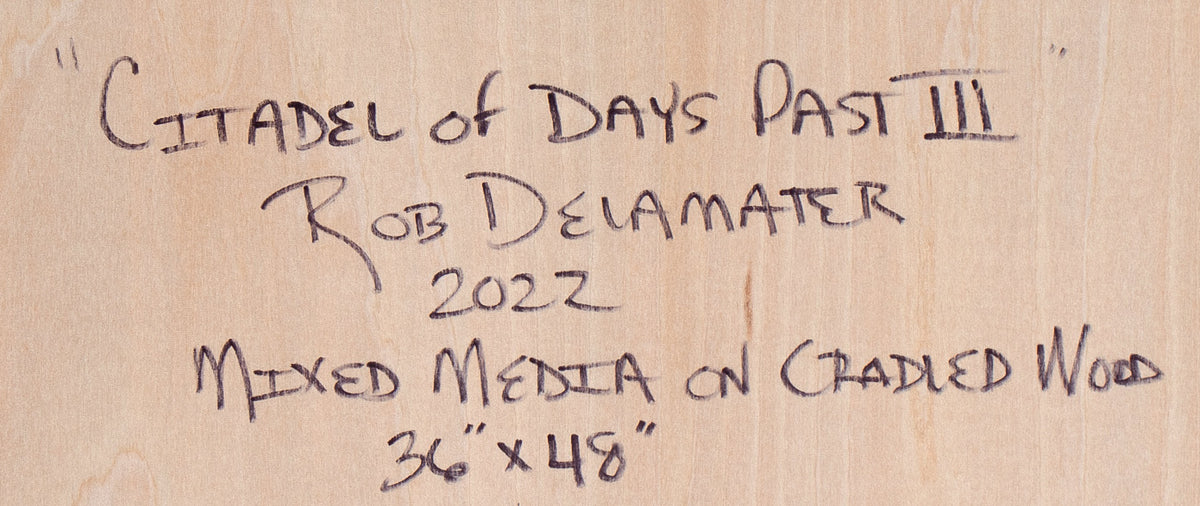 "CITADEL of DAYS PAST III"
ROB DELAMATER
2022
MIXED MEDIA ON CRADLED WOOD
36" x 48"